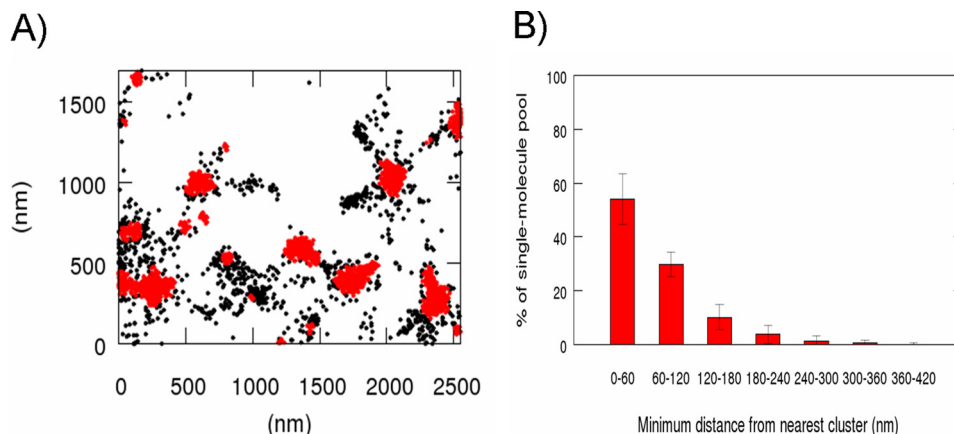 A)
(nm)
1500
1000
500
0
0 500 1000 1500 2000 2500
(nm)
B)
% of single-molecule pool
100
80
60
40
20
0
0-60 60-120 120-180 180-240 240-300 300-360 360-420
Minimum distance from nearest cluster (nm)